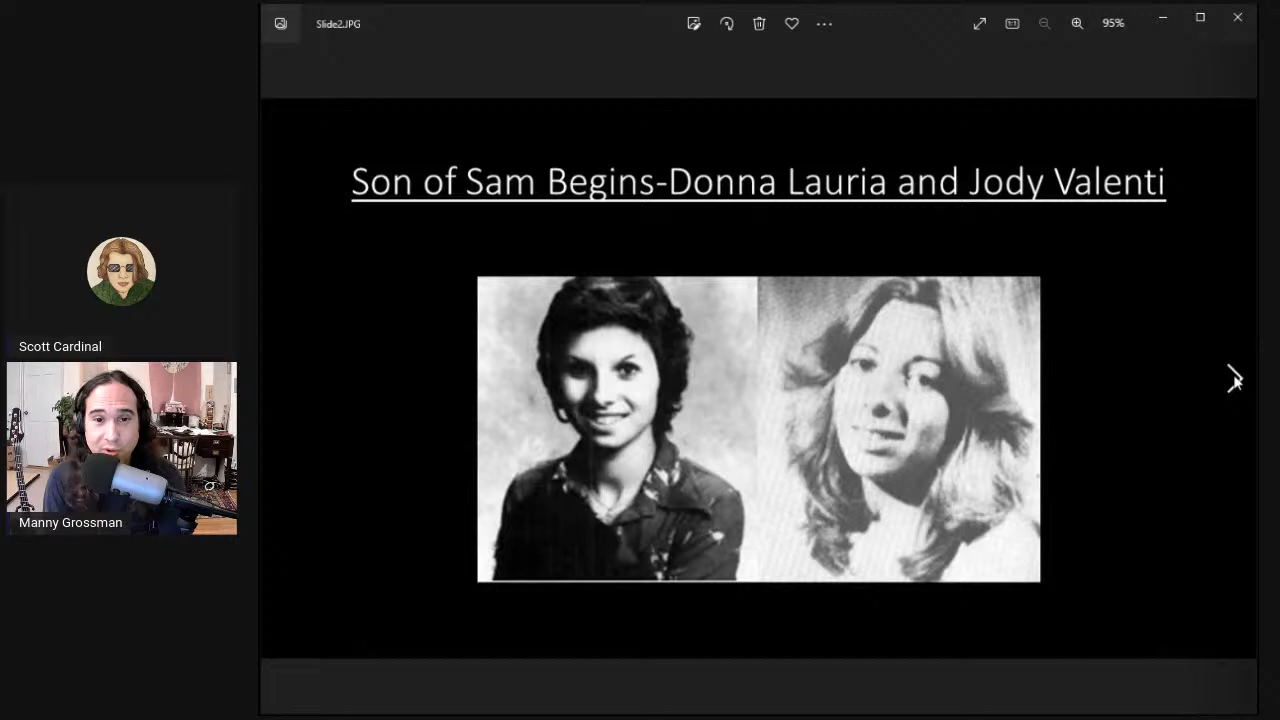 Slide2.JPG
95%
Son of Sam Begins-Donna Lauria and Jody Valenti
Scott Cardinal
Manny Grossman